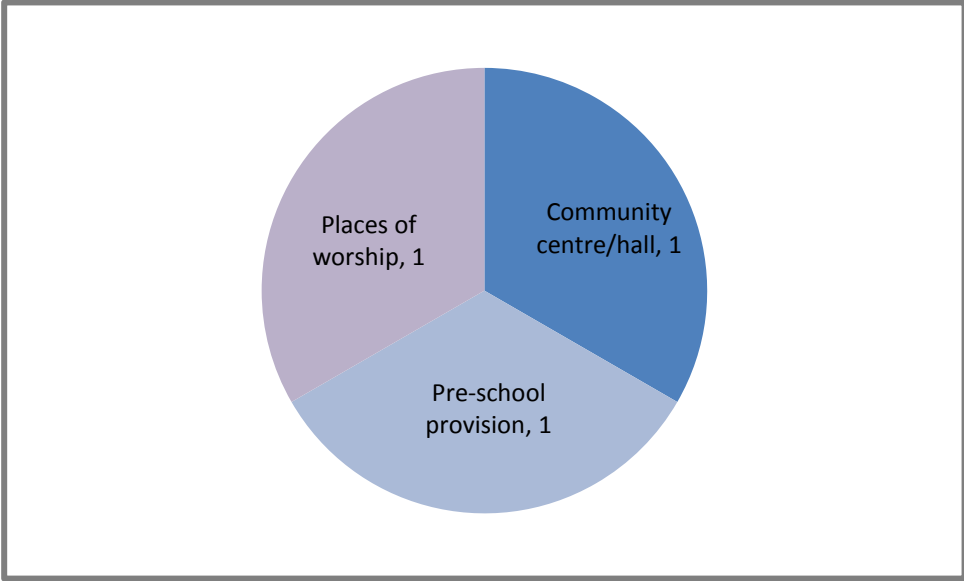 Community
centre/hall, 1
Pre-school
provision, 1
Places of
worship, 1